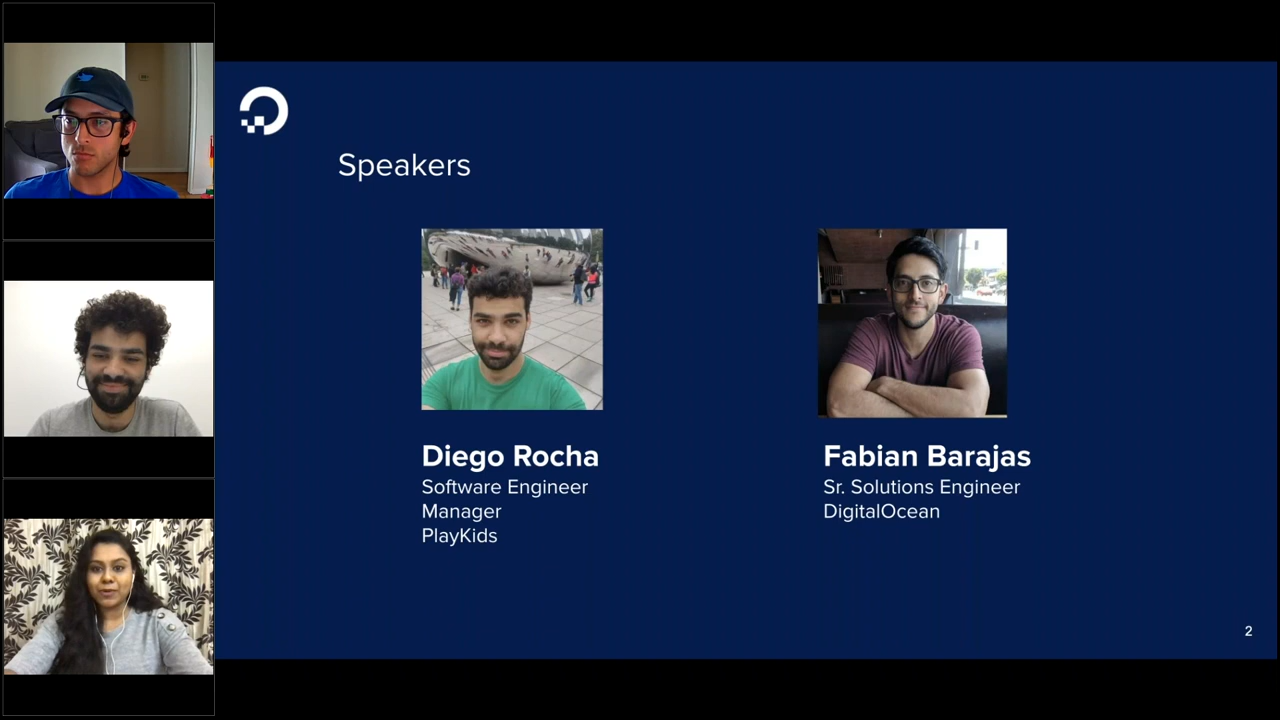 Speakers
Diego Rocha
Software Engineer
Manager
PlayKids
Fabian Barajas
Sr. Solutions Engineer
DigitalOcean
2